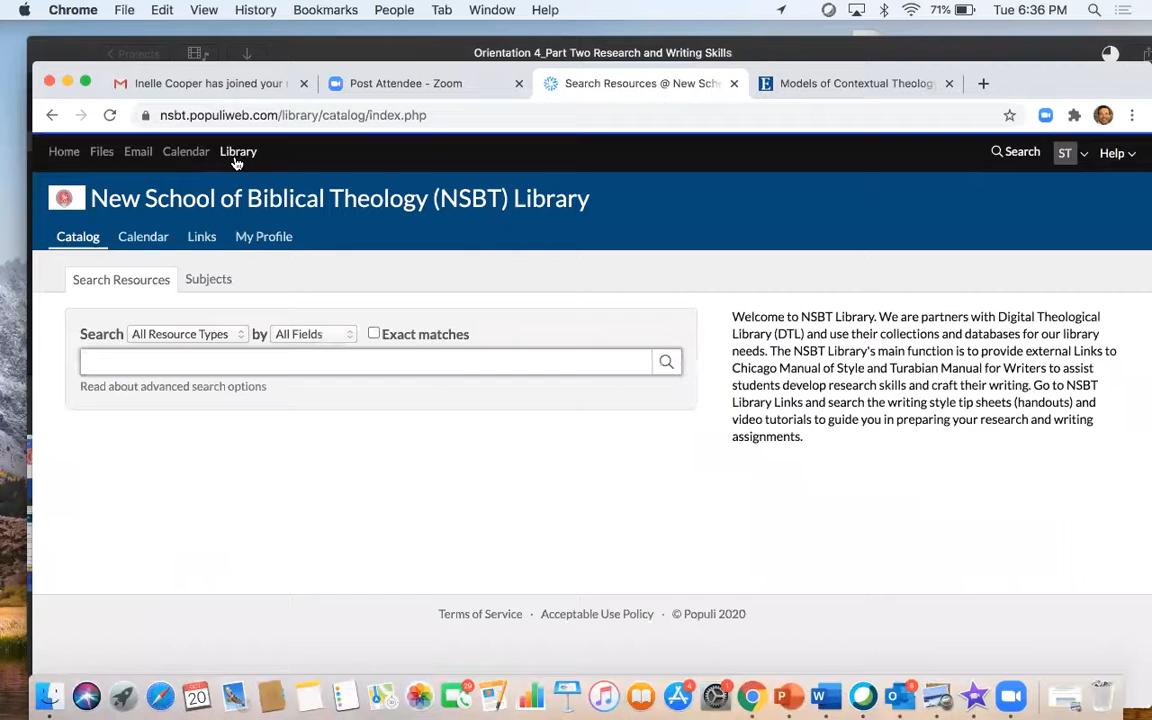 Chrome File Edit View History Bookmarks People Tab Window Help 71% Tue 6:36 PM
Projects Orientation 4_Part Two Research and Writing Skills
Inelle Cooper has joined your Post Attendee - Zoom Search Resources @ New Sch Models of Contextual Theology
nsbt.populiweb.com/library/catalog/index.php
Home Files Email Calendar Library Search ST Help
New School of Biblical Theology (NSBT) Library
Catalog Calendar Links My Profile
Search Resources Subjects
Search All Resource Types by All Fields Exact matches
Read about advanced search options
Welcome to NSBT Library. We are partners with Digital Theological
Library (DTL) and use their collections and databases for our library
needs. The NSBT Library's main function is to provide external Links to
Chicago Manual of Style and Turabian Manual for Writers to assist
students develop research skills and craft their writing. Go to NSBT
Library Links and search the writing style tip sheets (handouts) and
video tutorials to guide you in preparing your research and writing
assignments.
Terms of Service · Acceptable Use Policy · © Populi 2020